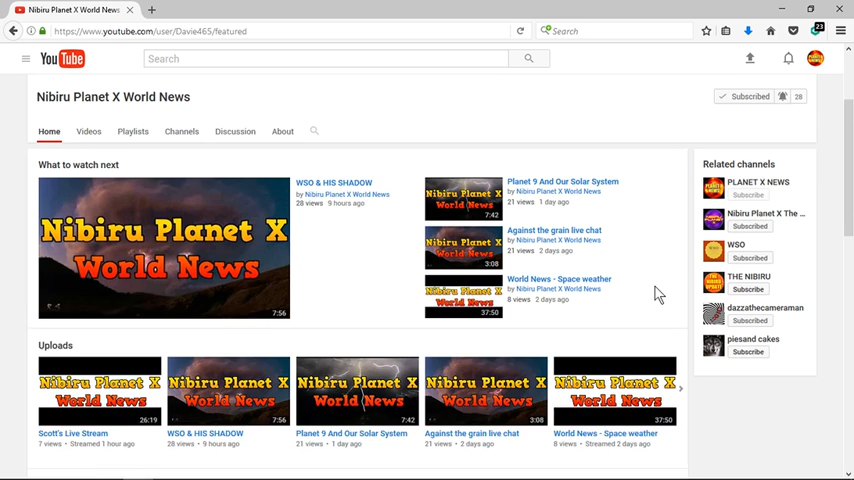 Nibiru Planet X World News
https://www.youtube.com/user/Davie465/featured
Search
23
YouTube
Search
Nibiru Planet X World News
Subscribed 28
Home Videos Playlists Channels Discussion About
What to watch next
Nibiru Planet X
World News
7:56
WSO & HIS SHADOW
by Nibiru Planet X World News
28 views 9 hours ago
Nibiru Planet X
World News
7:42
Planet 9 And Our Solar System
by Nibiru Planet X World News
21 views 1 day ago
Nibiru Planet X
World News
3:08
Against the grain live chat
by Nibiru Planet X World News
21 views 2 days ago
Nibiru Planet X
World News
37:50
World News - Space weather
by Nibiru Planet X World News
8 views 2 days ago
Related channels
PLANET X NEWS
Subscribe
Nibiru Planet X The ...
Subscribed
WSO
Subscribed
THE NIBIRU
Subscribe
dazzathecameraman
Subscribed
piesand cakes
Subscribe
Uploads
Nibiru Planet X
World News
26:19
Scott's Live Stream
7 views • Streamed 1 hour ago
Nibiru Planet X
World News
7:56
WSO & HIS SHADOW
28 views • 9 hours ago
Nibiru Planet X
World News
7:42
Planet 9 And Our Solar System
21 views • 1 day ago
Nibiru Planet X
World News
3:08
Against the grain live chat
21 views • 2 days ago
Nibiru Planet X
World News
37:50
World News - Space weather
8 views • Streamed 2 days ago